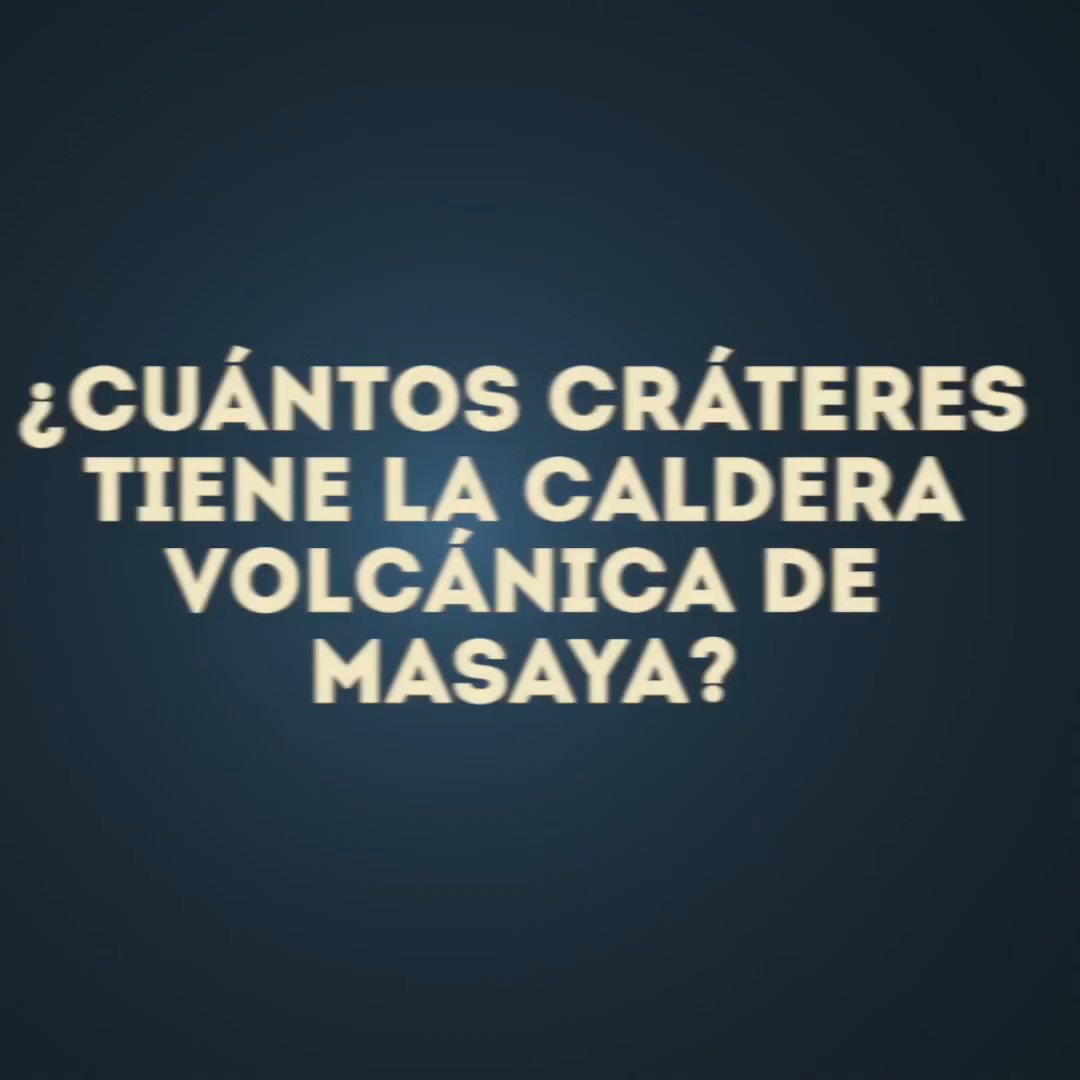 ¿CUÁNTOS CRÁTERES
TIENE LA CALDERA
VOLCÁNICA DE
MASAYA?